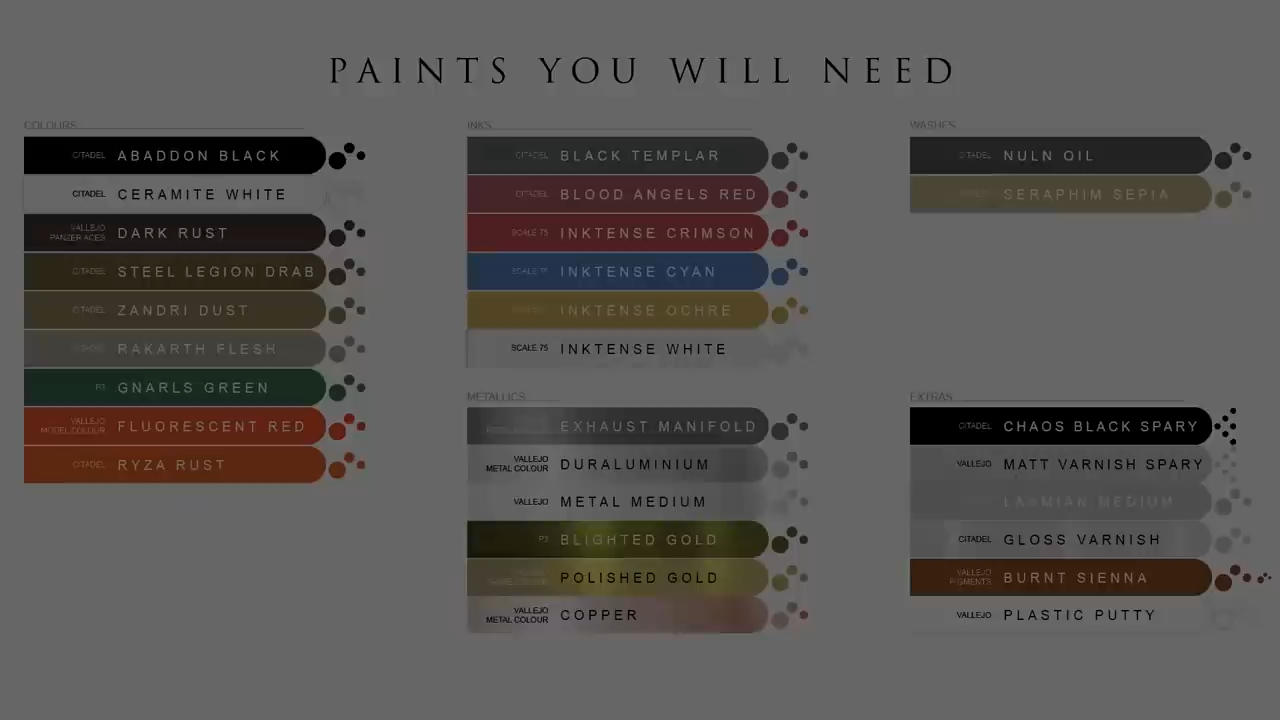 PAINTS YOU WILL NEED
COLOURS
CITADEL ABADDON BLACK
CITADEL CERAMITE WHITE
VALLEJO
PANZER ACES DARK RUST
CITADEL STEEL LEGION DRAB
CITADEL ZANDRI DUST
RAKARTH FLESH
P3 GNARLS GREEN
VALLEJO
MODEL COLOUR FLUORESCENT RED
CITADEL RYZA RUST
INKS
CITADEL BLACK TEMPLAR
CITADEL BLOOD ANGELS RED
SCALE 75 INKTENSE CRIMSON
SCALE 75 INKTENSE CYAN
INKTENSE OCHRE
SCALE 75 INKTENSE WHITE
METALLICS
EXHAUST MANIFOLD
VALLEJO
METAL COLOUR DURALUMINIUM
VALLEJO METAL MEDIUM
P3 BLIGHTED GOLD
POLISHED GOLD
VALLEJO
METAL COLOUR COPPER
WASHES
CITADEL NULN OIL
SERAPHIM SEPIA
EXTRAS
CITADEL CHAOS BLACK SPARY
VALLEJO MATT VARNISH SPARY
LAHMIAN MEDIUM
CITADEL GLOSS VARNISH
VALLEJO
PIGMENTS BURNT SIENNA
VALLEJO PLASTIC PUTTY